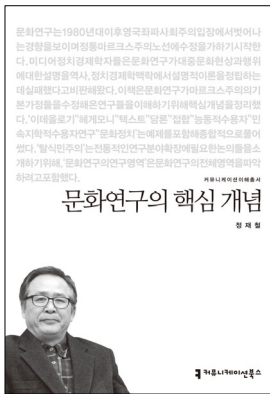 문화연구는1980년대이후영국좌파사회주의입장에서벗어나
는경향을보이며정통마르크스주의노선에수정을가하기시작한
다.미디어정치경제학자들은문화연구가대중문화현상과팽위
에대한설명을역사,정치경제학맥락에서설명적이론을정립하는
데실패했다고비판해왔다.이책은문화연구가마르크스주의의기
본가정들을수정해온연구들을이해하기위해핵심개념을정리했
다.‘이데올로기’‘헤게모니’‘텍스트’‘담론’‘접합’‘능동적수용자’‘민
속지학적수용자연구’‘문화정치’는예제를포함해종합적으로풀어
썼다.‘탈식민주의’는전통적인연구분야확장에필요한논의들을소
개하기위해,‘문화연구의연구영역’은문화연구의전체영역을파악
하려고포함했다.
커뮤니케이션이해총서
문화연구의 핵심 개념
정재철
커뮤니케이션북스